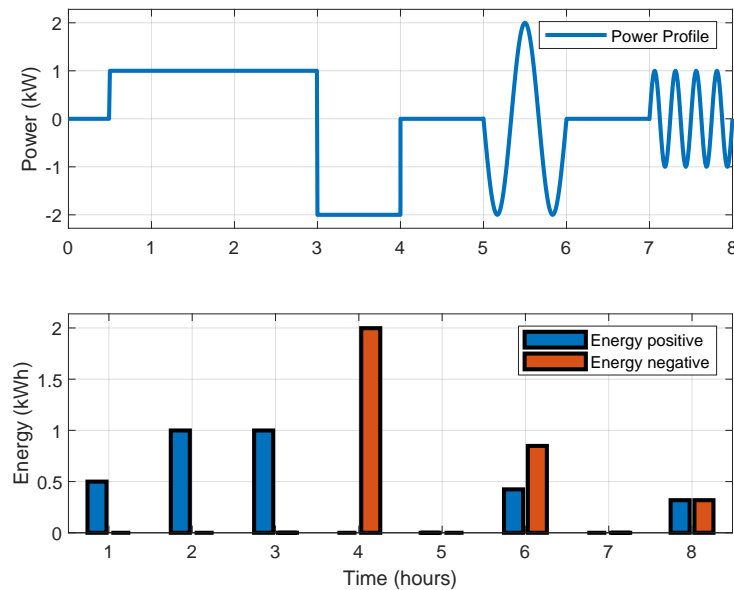 2
1
0
-1
-2
Power (kW)
Power Profile
0 1 2 3 4 5 6 7 8
2
1.5
1
0.5
0
Energy (kWh)
Energy positive
Energy negative
1 2 3 4 5 6 7 8
Time (hours)